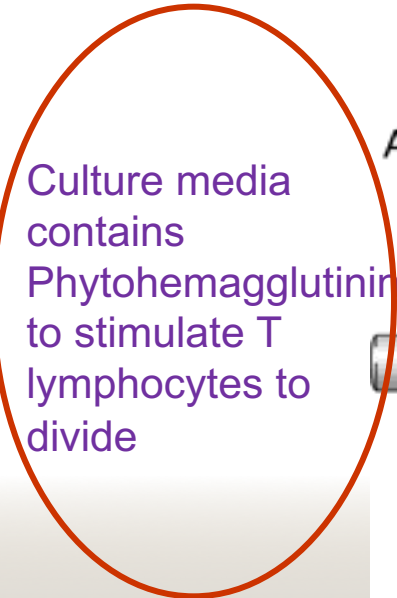 Culture media
contains
Phytohemagglutinin
to stimulate T
lymphocytes to
divide
A